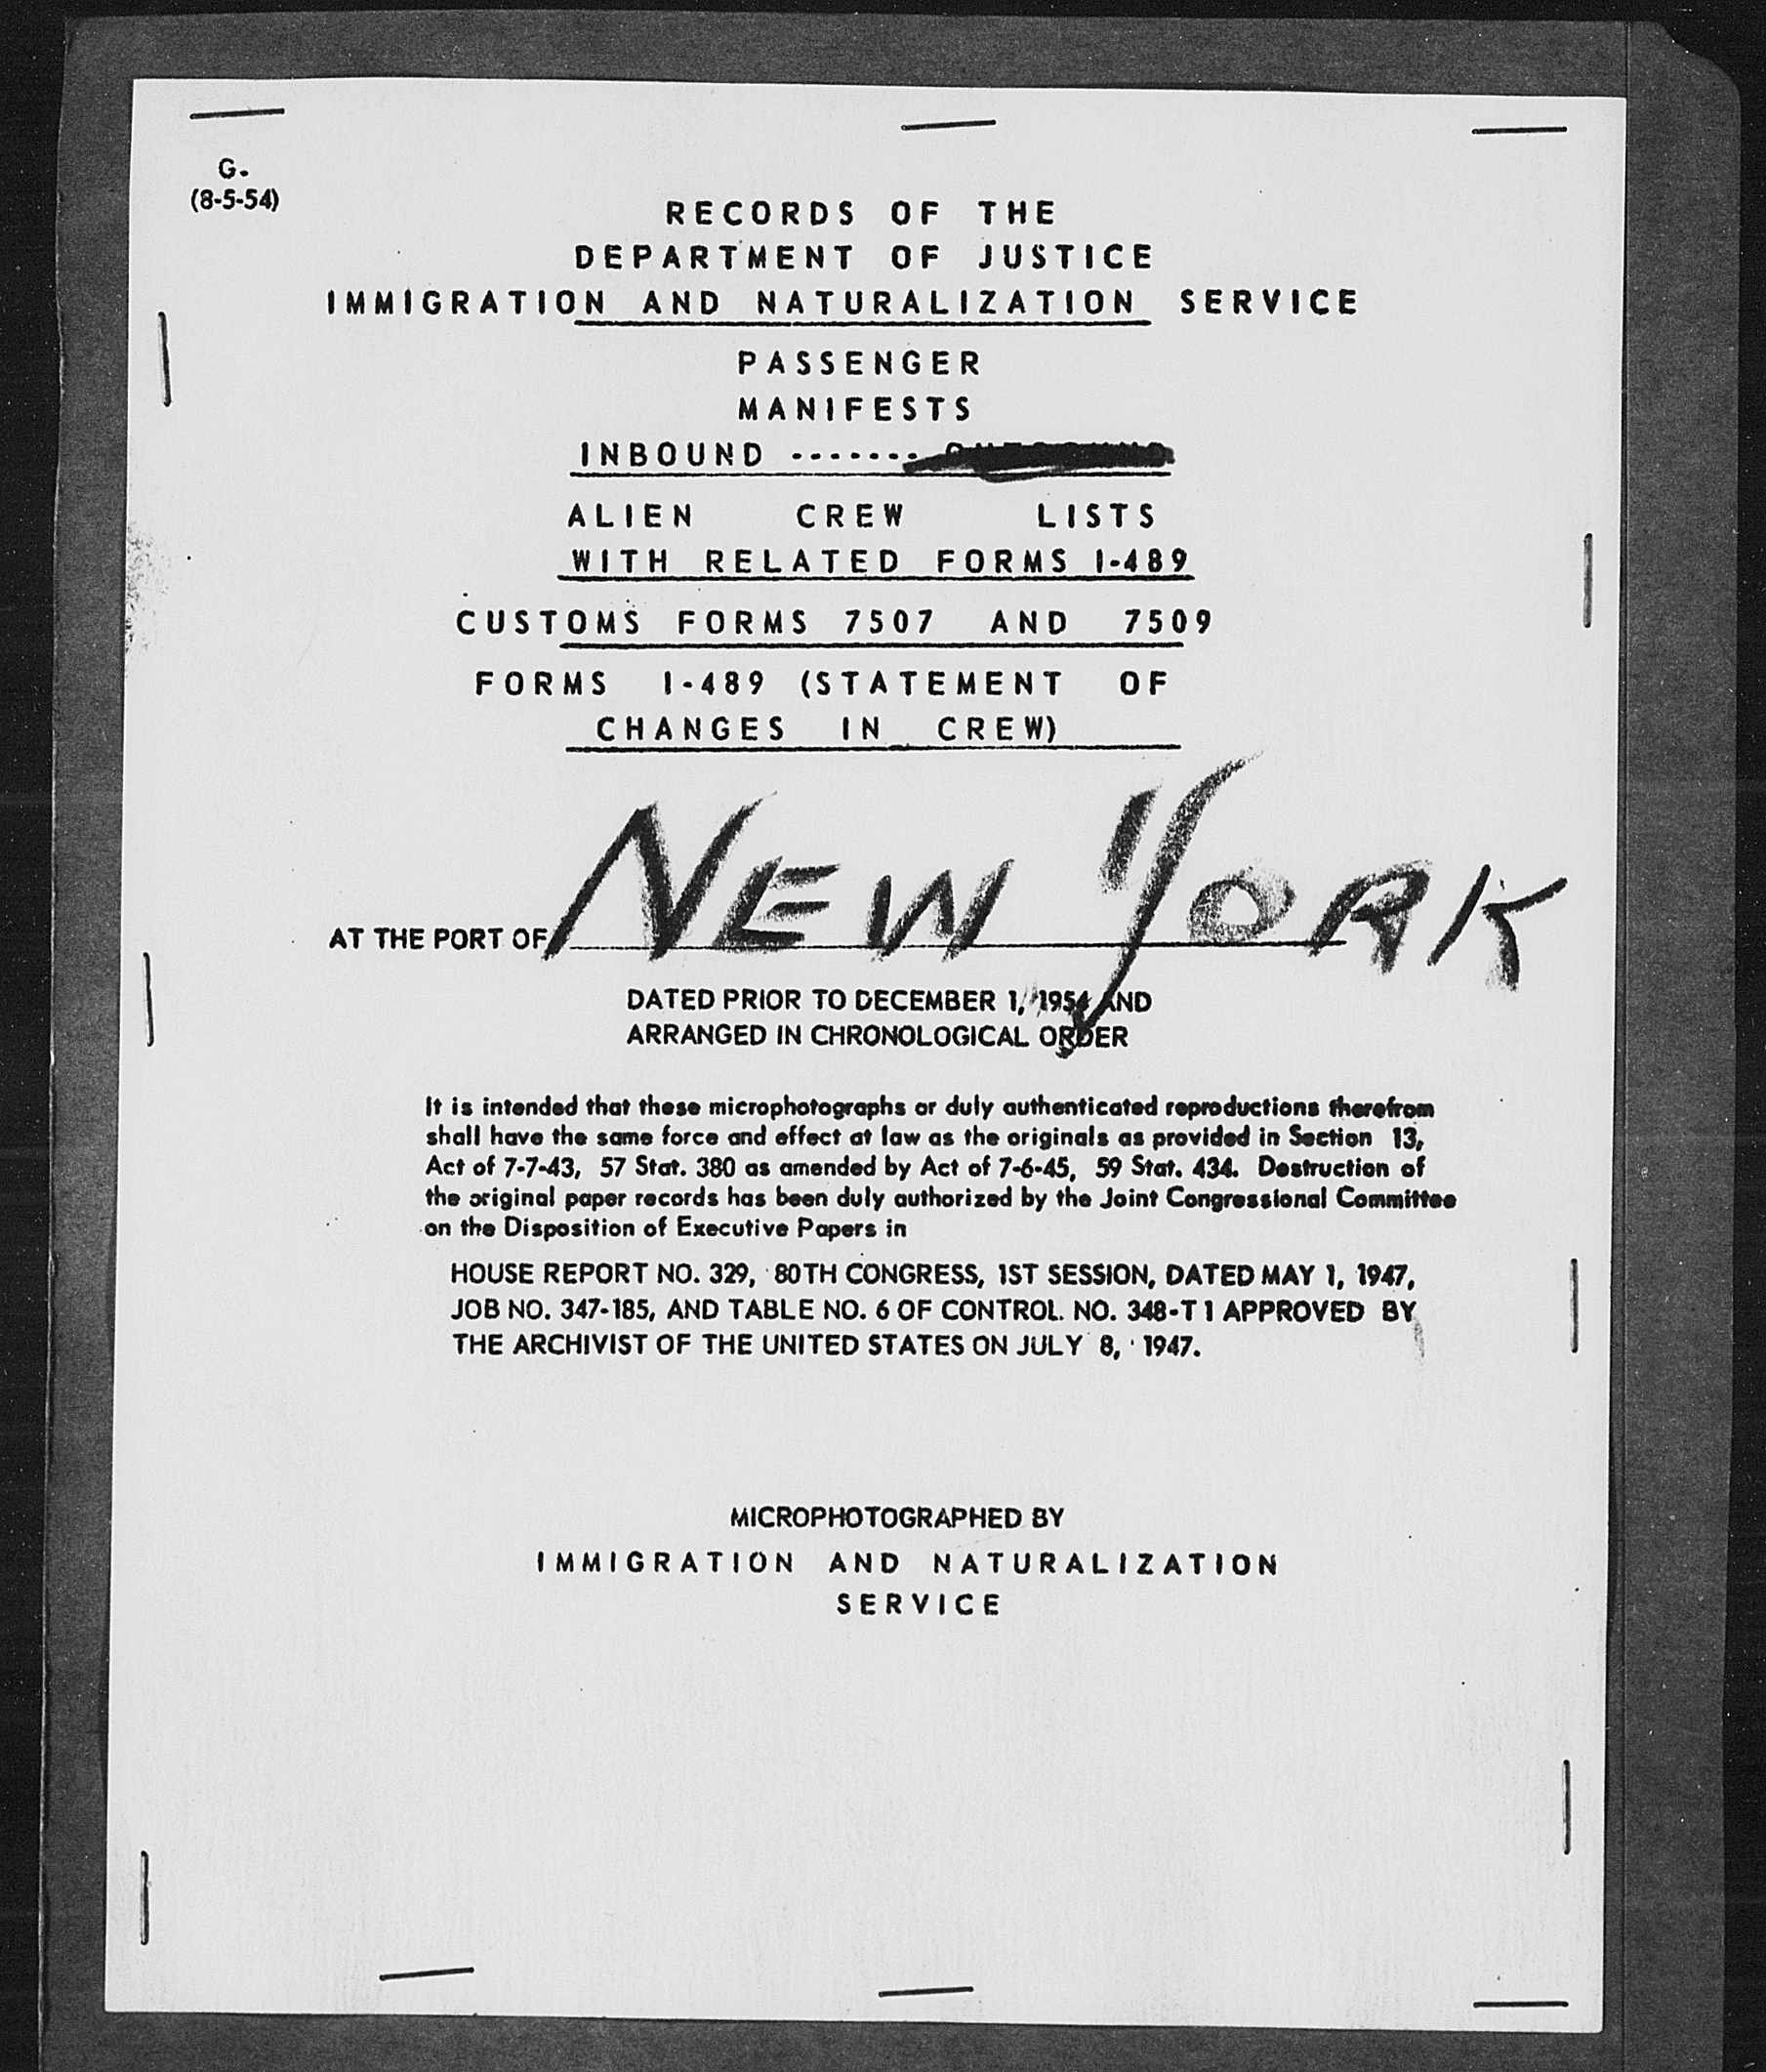 G.
(8-5-54)
RECORDS OF THE
DEPARTMENT OF JUSTICE
IMMIGRATION AND NATURALIZATION SERVICE
PASSENGER
MANIFESTS
INBOUND -------
ALIEN CREW LISTS
WITH RELATED FORMS I-489
CUSTOMS FORMS 7507 AND 7509
FORMS I-489 (STATEMENT OF
CHANGES IN CREW)
AT THE PORT OF NEW YORK
DATED PRIOR TO DECEMBER 1, 1954 AND
ARRANGED IN CHRONOLOGICAL ORDER
It is intended that these microphotographs or duly authenticated reproductions therefrom
shall have the same force and effect at law as the originals as provided in Section 13,
Act of 7-7-43, 57 Stat. 380 as amended by Act of 7-6-45, 59 Stat. 434. Destruction of
the original paper records has been duly authorized by the Joint Congressional Committee
on the Disposition of Executive Papers in
HOUSE REPORT NO. 329, 80TH CONGRESS, 1ST SESSION, DATED MAY 1, 1947,
JOB NO. 347-185, AND TABLE NO. 6 OF CONTROL NO. 348-T1 APPROVED BY
THE ARCHIVIST OF THE UNITED STATES ON JULY 8, 1947.
MICROPHOTOGRAPHED BY
IMMIGRATION AND NATURALIZATION
SERVICE